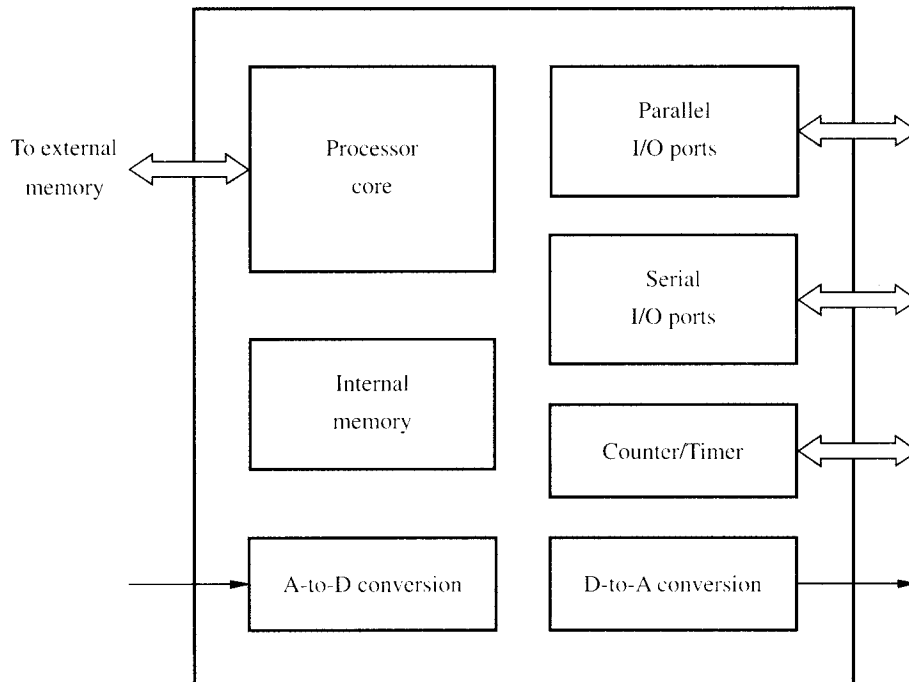 To external
memory
Processor
core
Parallel
I/O ports
Serial
I/O ports
Internal
memory
Counter/Timer
A-to-D conversion
D-to-A conversion